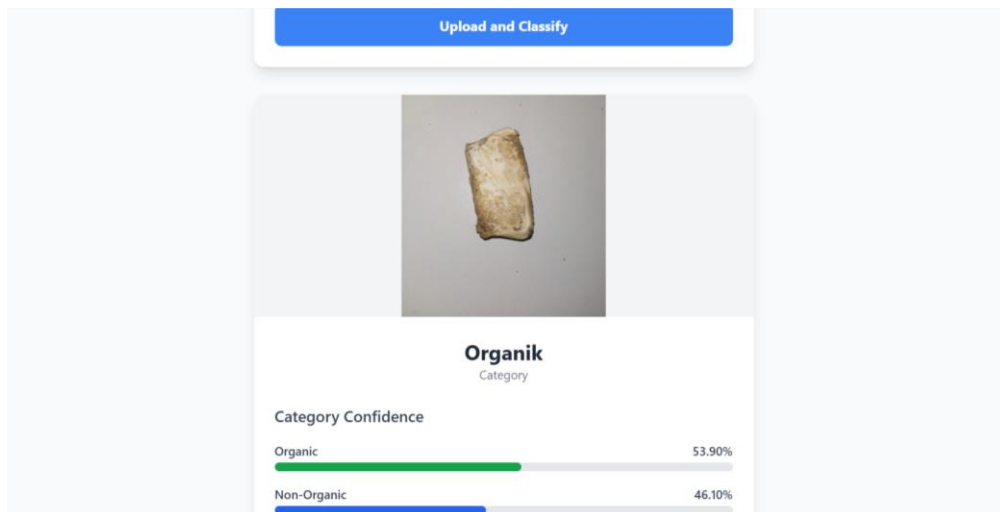 Upload and Classify
Organik
Category
Category Confidence
Organic 53.90%
Non-Organic 46.10%